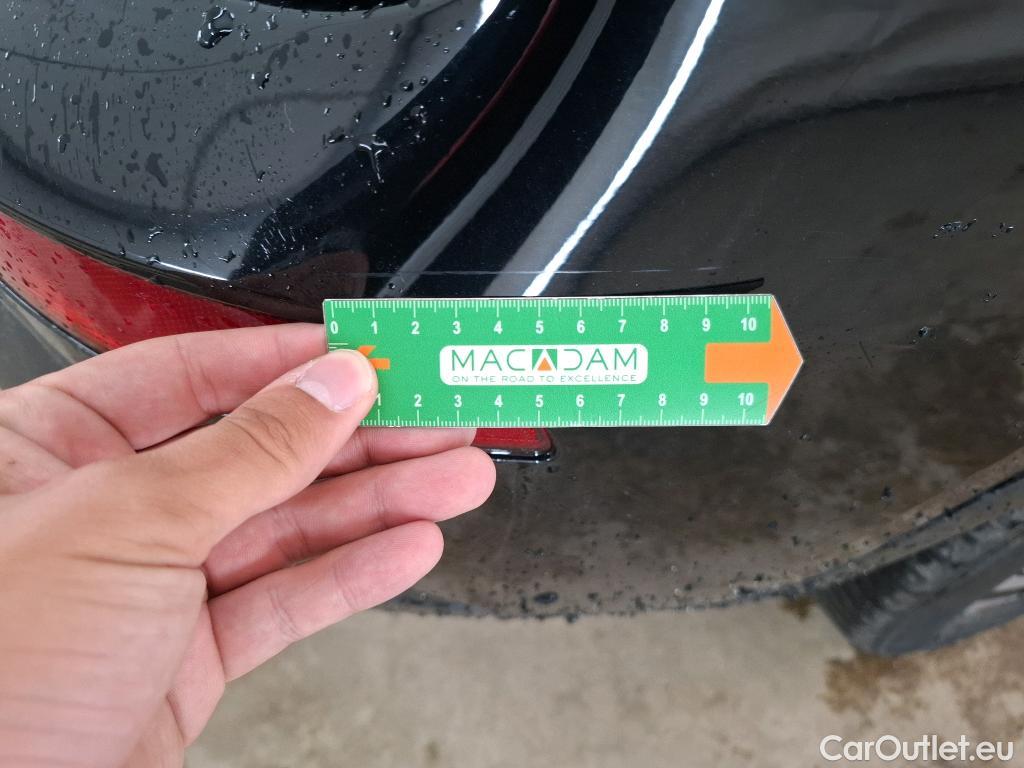 0 1 2 3 4 5 6 7 8 9 10
MACADAM
ON THE ROAD TO EXCELLENCE
1 2 3 4 5 6 7 8 9 10
CarOutlet.eu